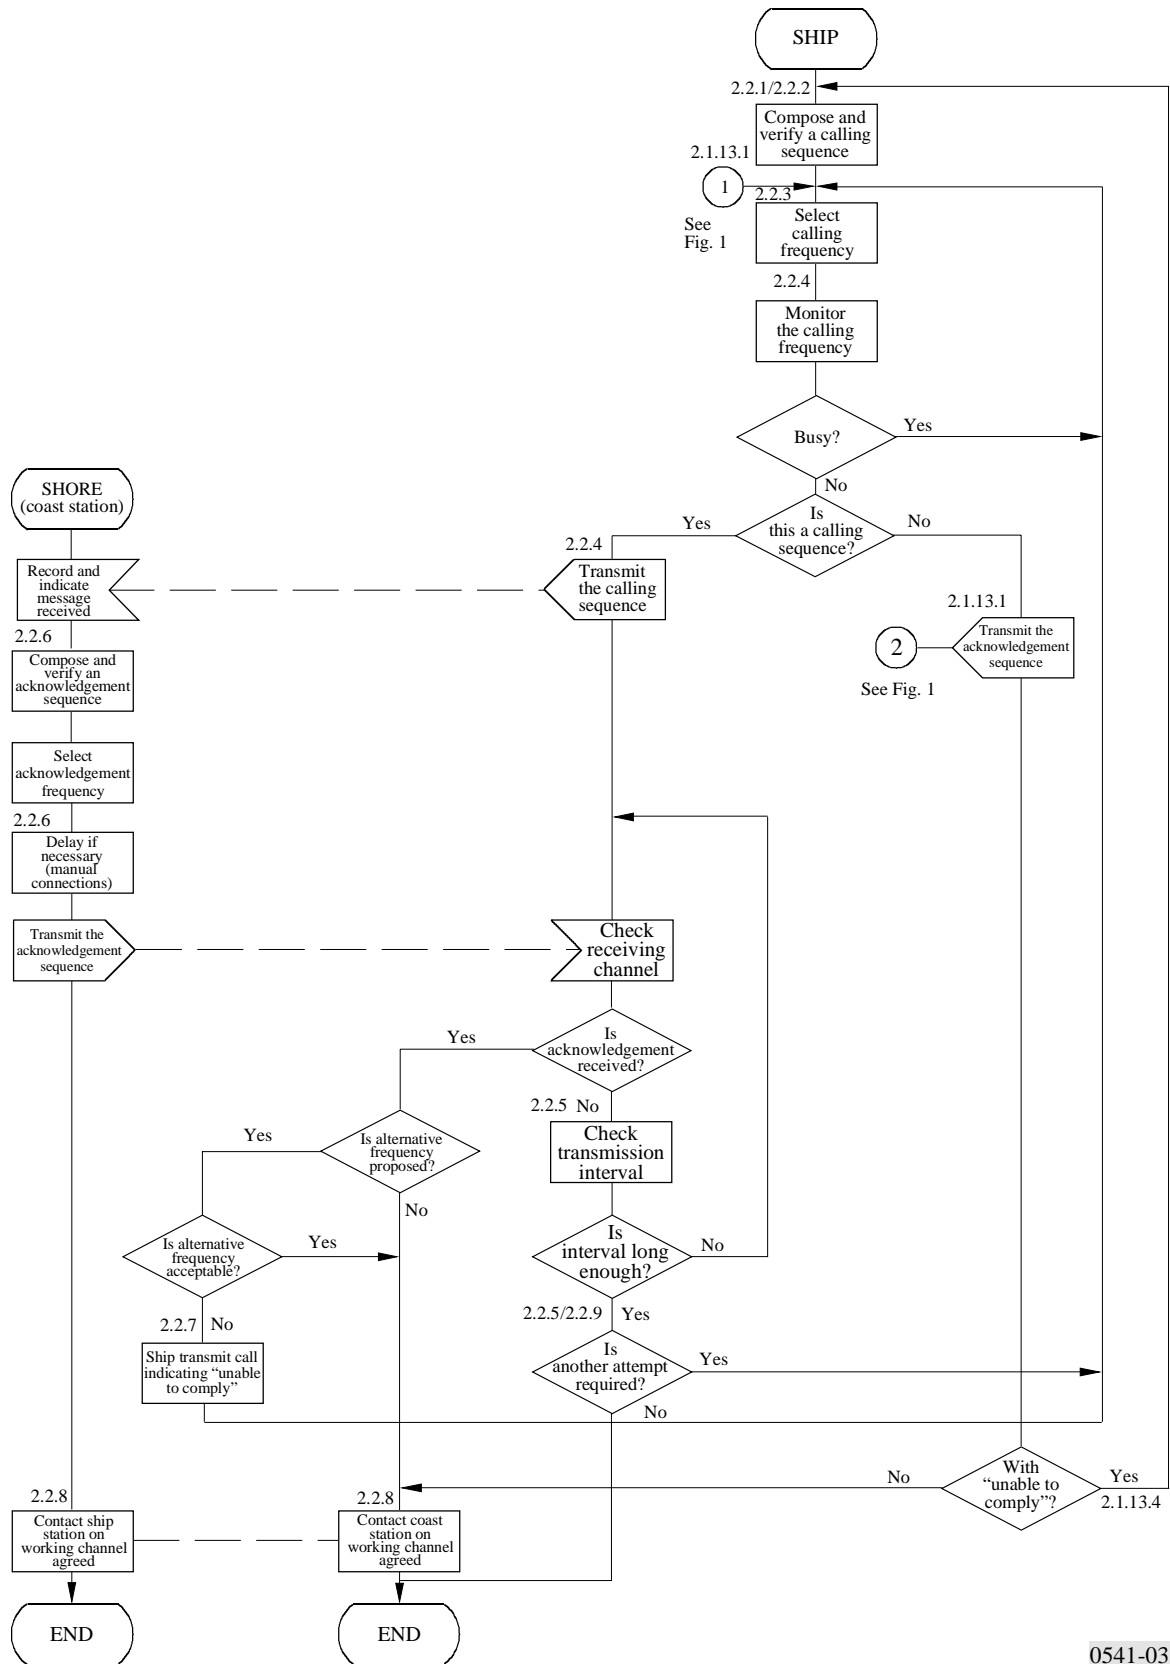 SHIP
2.2.1/2.2.2
Compose and
verify a calling
sequence
2.1.13.1
1
2.2.3
See
Fig. 1
Select
calling
frequency
2.2.4
Monitor
the calling
frequency
Busy?
Yes
No
SHORE
(coast station)
Is
this a calling
sequence?
Yes
No
2.2.4
Record and
indicate
message
received
Transmit
the calling
sequence
2.1.13.1
2
Transmit the
acknowledgement
sequence
See Fig. 1
2.2.6
Compose and
verify an
acknowledgement
sequence
Select
acknowledgement
frequency
2.2.6
Delay if
necessary
(manual
connections)
Transmit the
acknowledgement
sequence
Check
receiving
channel
Is
acknowledgement
received?
Yes
2.2.5 No
Check
transmission
interval
Is alternative
frequency
proposed?
Yes
No
Is alternative
frequency
acceptable?
Yes
Is
interval long
enough?
No
2.2.5/2.2.9 Yes
2.2.7 No
Ship transmit call
indicating “unable
to comply”
Is
another attempt
required?
Yes
No
With
“unable to
comply”?
No
Yes
2.1.13.4
2.2.8
Contact ship
station on
working channel
agreed
2.2.8
Contact coast
station on
working channel
agreed
END
END
0541-03